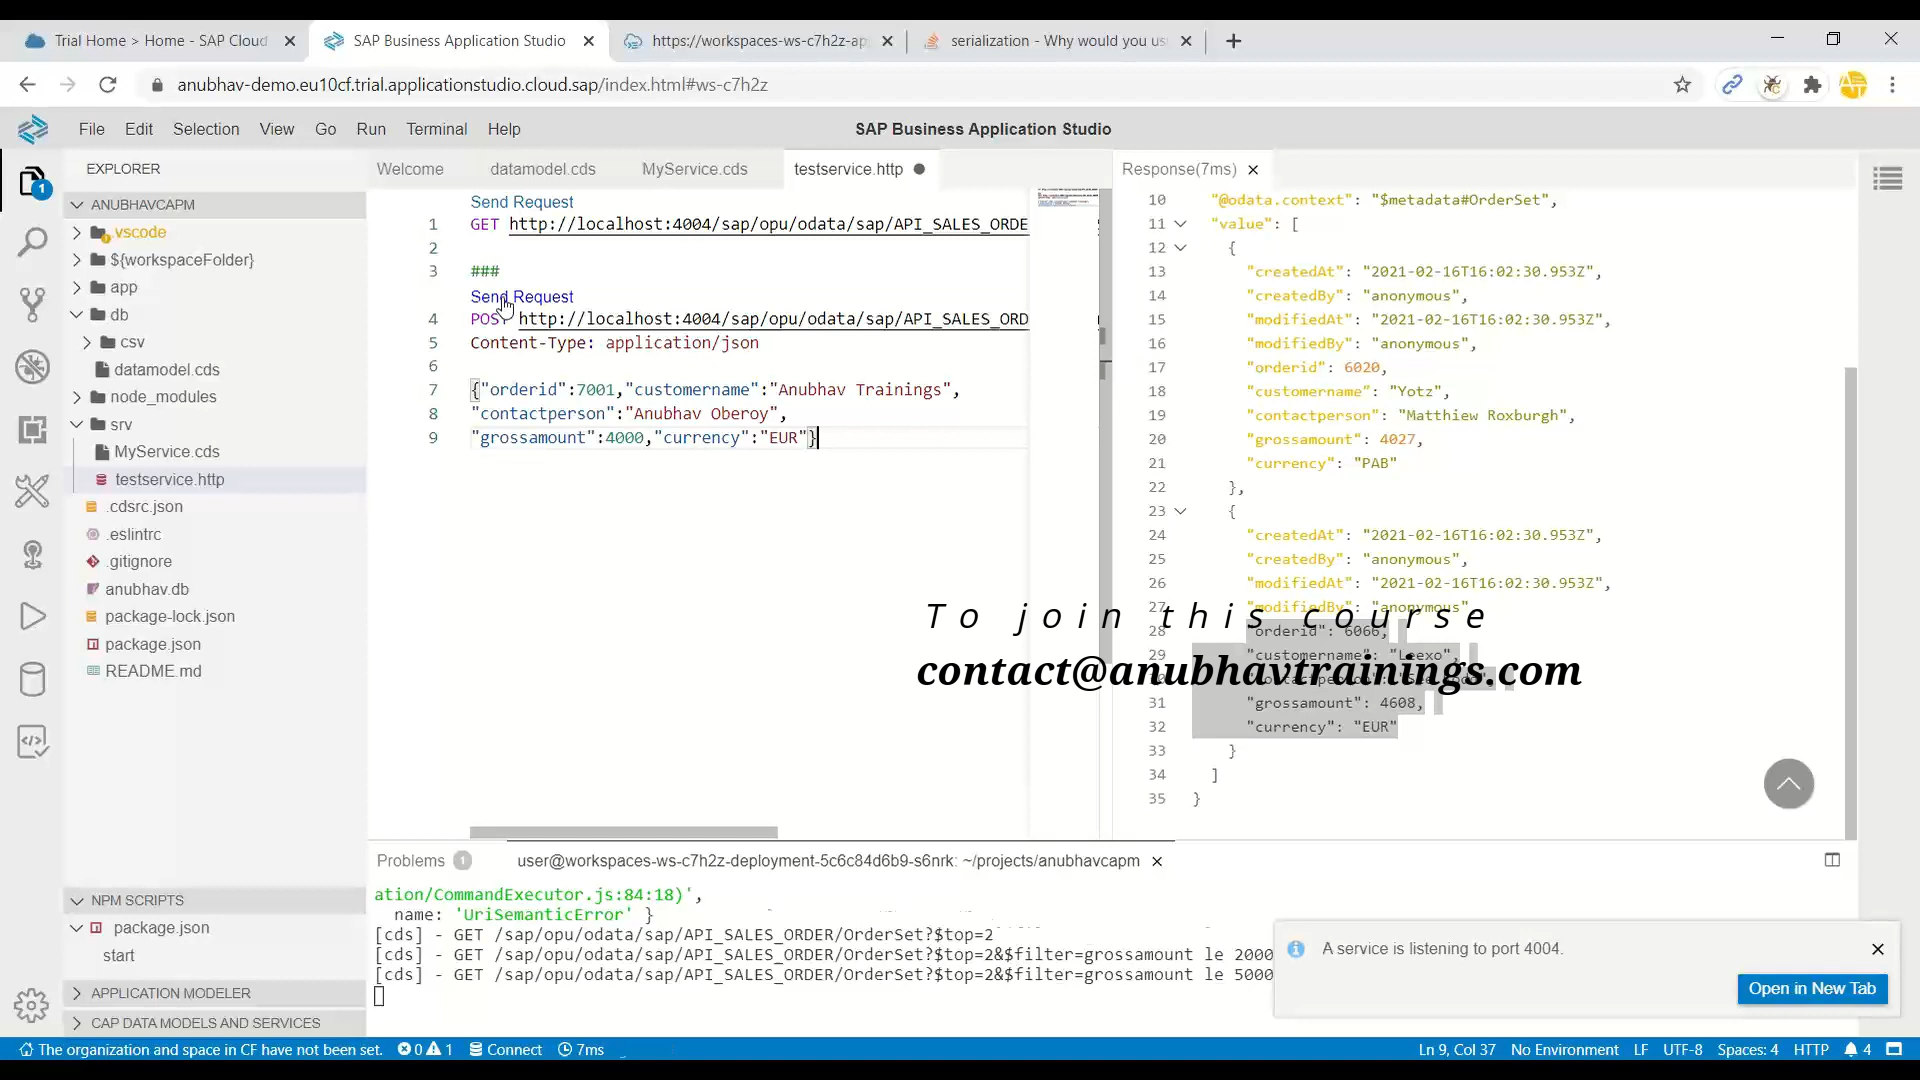 Trial Home > Home - SAP Cloud
SAP Business Application Studio
https://workspaces-ws-c7h2z-ap
serialization - Why would you us
anubhav-demo.eu10cf.trial.applicationstudio.cloud.sap/index.html#ws-c7h2z
File Edit Selection View Go Run Terminal Help
SAP Business Application Studio
EXPLORER
ANUBHAVCAPM
.vscode
${workspaceFolder}
app
db
csv
datamodel.cds
node_modules
srv
MyService.cds
testservice.http
.cdsrc.json
.eslintrc
.gitignore
anubhav.db
package-lock.json
package.json
README.md
NPM SCRIPTS
package.json
start
APPLICATION MODELER
CAP DATA MODELS AND SERVICES
Welcome datamodel.cds MyService.cds testservice.http
Send Request
1 GET http://localhost:4004/sap/opu/odata/sap/API_SALES_ORDE
2
3 ###
Send Request
4 POST http://localhost:4004/sap/opu/odata/sap/API_SALES_ORD
5 Content-Type: application/json
6
7 {"orderid":7001,"customername":"Anubhav Trainings",
8 "contactperson":"Anubhav Oberoy",
9 "grossamount":4000,"currency":"EUR"}
Response(7ms)
10 "@odata.context": "$metadata#OrderSet",
11 "value": [
12 {
13 "createdAt": "2021-02-16T16:02:30.953Z",
14 "createdBy": "anonymous",
15 "modifiedAt": "2021-02-16T16:02:30.953Z",
16 "modifiedBy": "anonymous",
17 "orderid": 6020,
18 "customername": "Yotz",
19 "contactperson": "Matthiew Roxburgh",
20 "grossamount": 4027,
21 "currency": "PAB"
22 },
23 {
24 "createdAt": "2021-02-16T16:02:30.953Z",
25 "createdBy": "anonymous",
26 "modifiedAt": "2021-02-16T16:02:30.953Z",
27 "modifiedBy": "anonymous"
28 "orderid": 6066,
29 "customername": "Leexo",
31 "grossamount": 4608,
32 "currency": "EUR"
33 }
34 ]
35 }
To join this course
contact@anubhavtrainings.com
Problems 1
user@workspaces-ws-c7h2z-deployment-5c6c84d6b9-s6nrk: ~/projects/anubhavcapm
ation/CommandExecutor.js:84:18)',
name: 'UriSemanticError' }
[cds] - GET /sap/opu/odata/sap/API_SALES_ORDER/OrderSet?$top=2
[cds] - GET /sap/opu/odata/sap/API_SALES_ORDER/OrderSet?$top=2&$filter=grossamount le 2000
[cds] - GET /sap/opu/odata/sap/API_SALES_ORDER/OrderSet?$top=2&$filter=grossamount le 5000
A service is listening to port 4004.
Open in New Tab
The organization and space in CF have not been set. 0 1 Connect 7ms
Ln 9, Col 37 No Environment LF UTF-8 Spaces: 4 HTTP 4